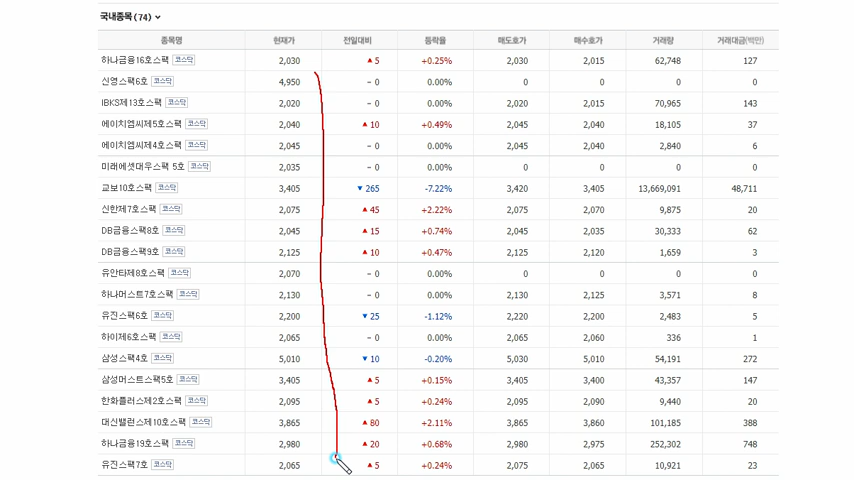 국내종목 (74)
종목명 현재가 전일대비 등락율 매도호가 매수호가 거래량 거래대금(백만)
하나금융16호스팩 코스닥 2,030 ▲ 5 +0.25% 2,030 2,015 62,748 127
신영스팩6호 코스닥 4,950 - 0 0.00% 0 0 0 0
IBKS제13호스팩 코스닥 2,020 - 0 0.00% 2,020 2,015 70,965 143
에이치엠씨제5호스팩 코스닥 2,040 ▲ 10 +0.49% 2,045 2,040 18,105 37
에이치엠씨제4호스팩 코스닥 2,045 - 0 0.00% 2,045 2,040 2,840 6
미래에셋대우스팩 5호 코스닥 2,035 - 0 0.00% 0 0 0 0
교보10호스팩 코스닥 3,405 ▼ 265 -7.22% 3,420 3,405 13,669,091 48,711
신한제7호스팩 코스닥 2,075 ▲ 45 +2.22% 2,075 2,070 9,875 20
DB금융스팩8호 코스닥 2,045 ▲ 15 +0.74% 2,045 2,035 30,333 62
DB금융스팩9호 코스닥 2,125 ▲ 10 +0.47% 2,125 2,120 1,659 3
유안타제8호스팩 코스닥 2,070 - 0 0.00% 0 0 0 0
하나머스트7호스팩 코스닥 2,130 - 0 0.00% 2,130 2,125 3,571 8
유진스팩6호 코스닥 2,200 ▼ 25 -1.12% 2,220 2,200 2,483 5
하이제6호스팩 코스닥 2,065 - 0 0.00% 2,065 2,060 336 1
삼성스팩4호 코스닥 5,010 ▼ 10 -0.20% 5,030 5,010 54,191 272
삼성머스트스팩5호 코스닥 3,405 ▲ 5 +0.15% 3,405 3,400 43,357 147
한화플러스제2호스팩 코스닥 2,095 ▲ 5 +0.24% 2,095 2,090 9,440 20
대신밸런스제10호스팩 코스닥 3,865 ▲ 80 +2.11% 3,865 3,860 101,185 388
하나금융19호스팩 코스닥 2,980 ▲ 20 +0.68% 2,980 2,975 252,302 748
유진스팩7호 코스닥 2,065 ▲ 5 +0.24% 2,075 2,065 10,921 23